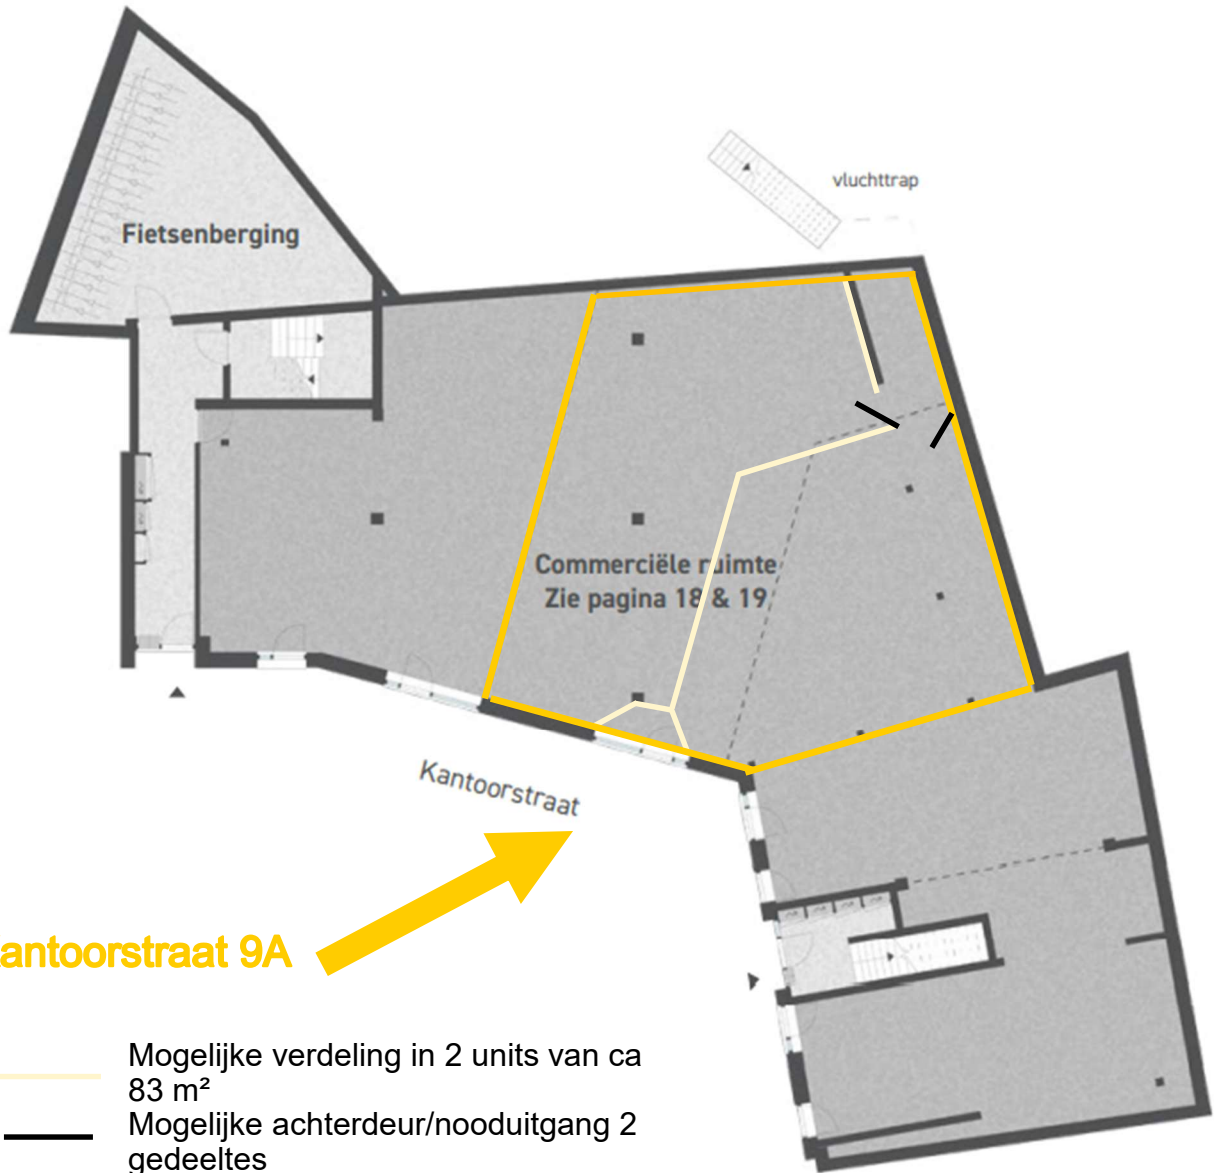 vluchttrap
Fietsenberging
Commerciële ruimte
Zie pagina 18 & 19
Kantoorstraat
antoorstraat 9A
Mogelijke verdeling in 2 units van ca
83 m²
Mogelijke achterdeur/nooduitgang 2
gedeeltes